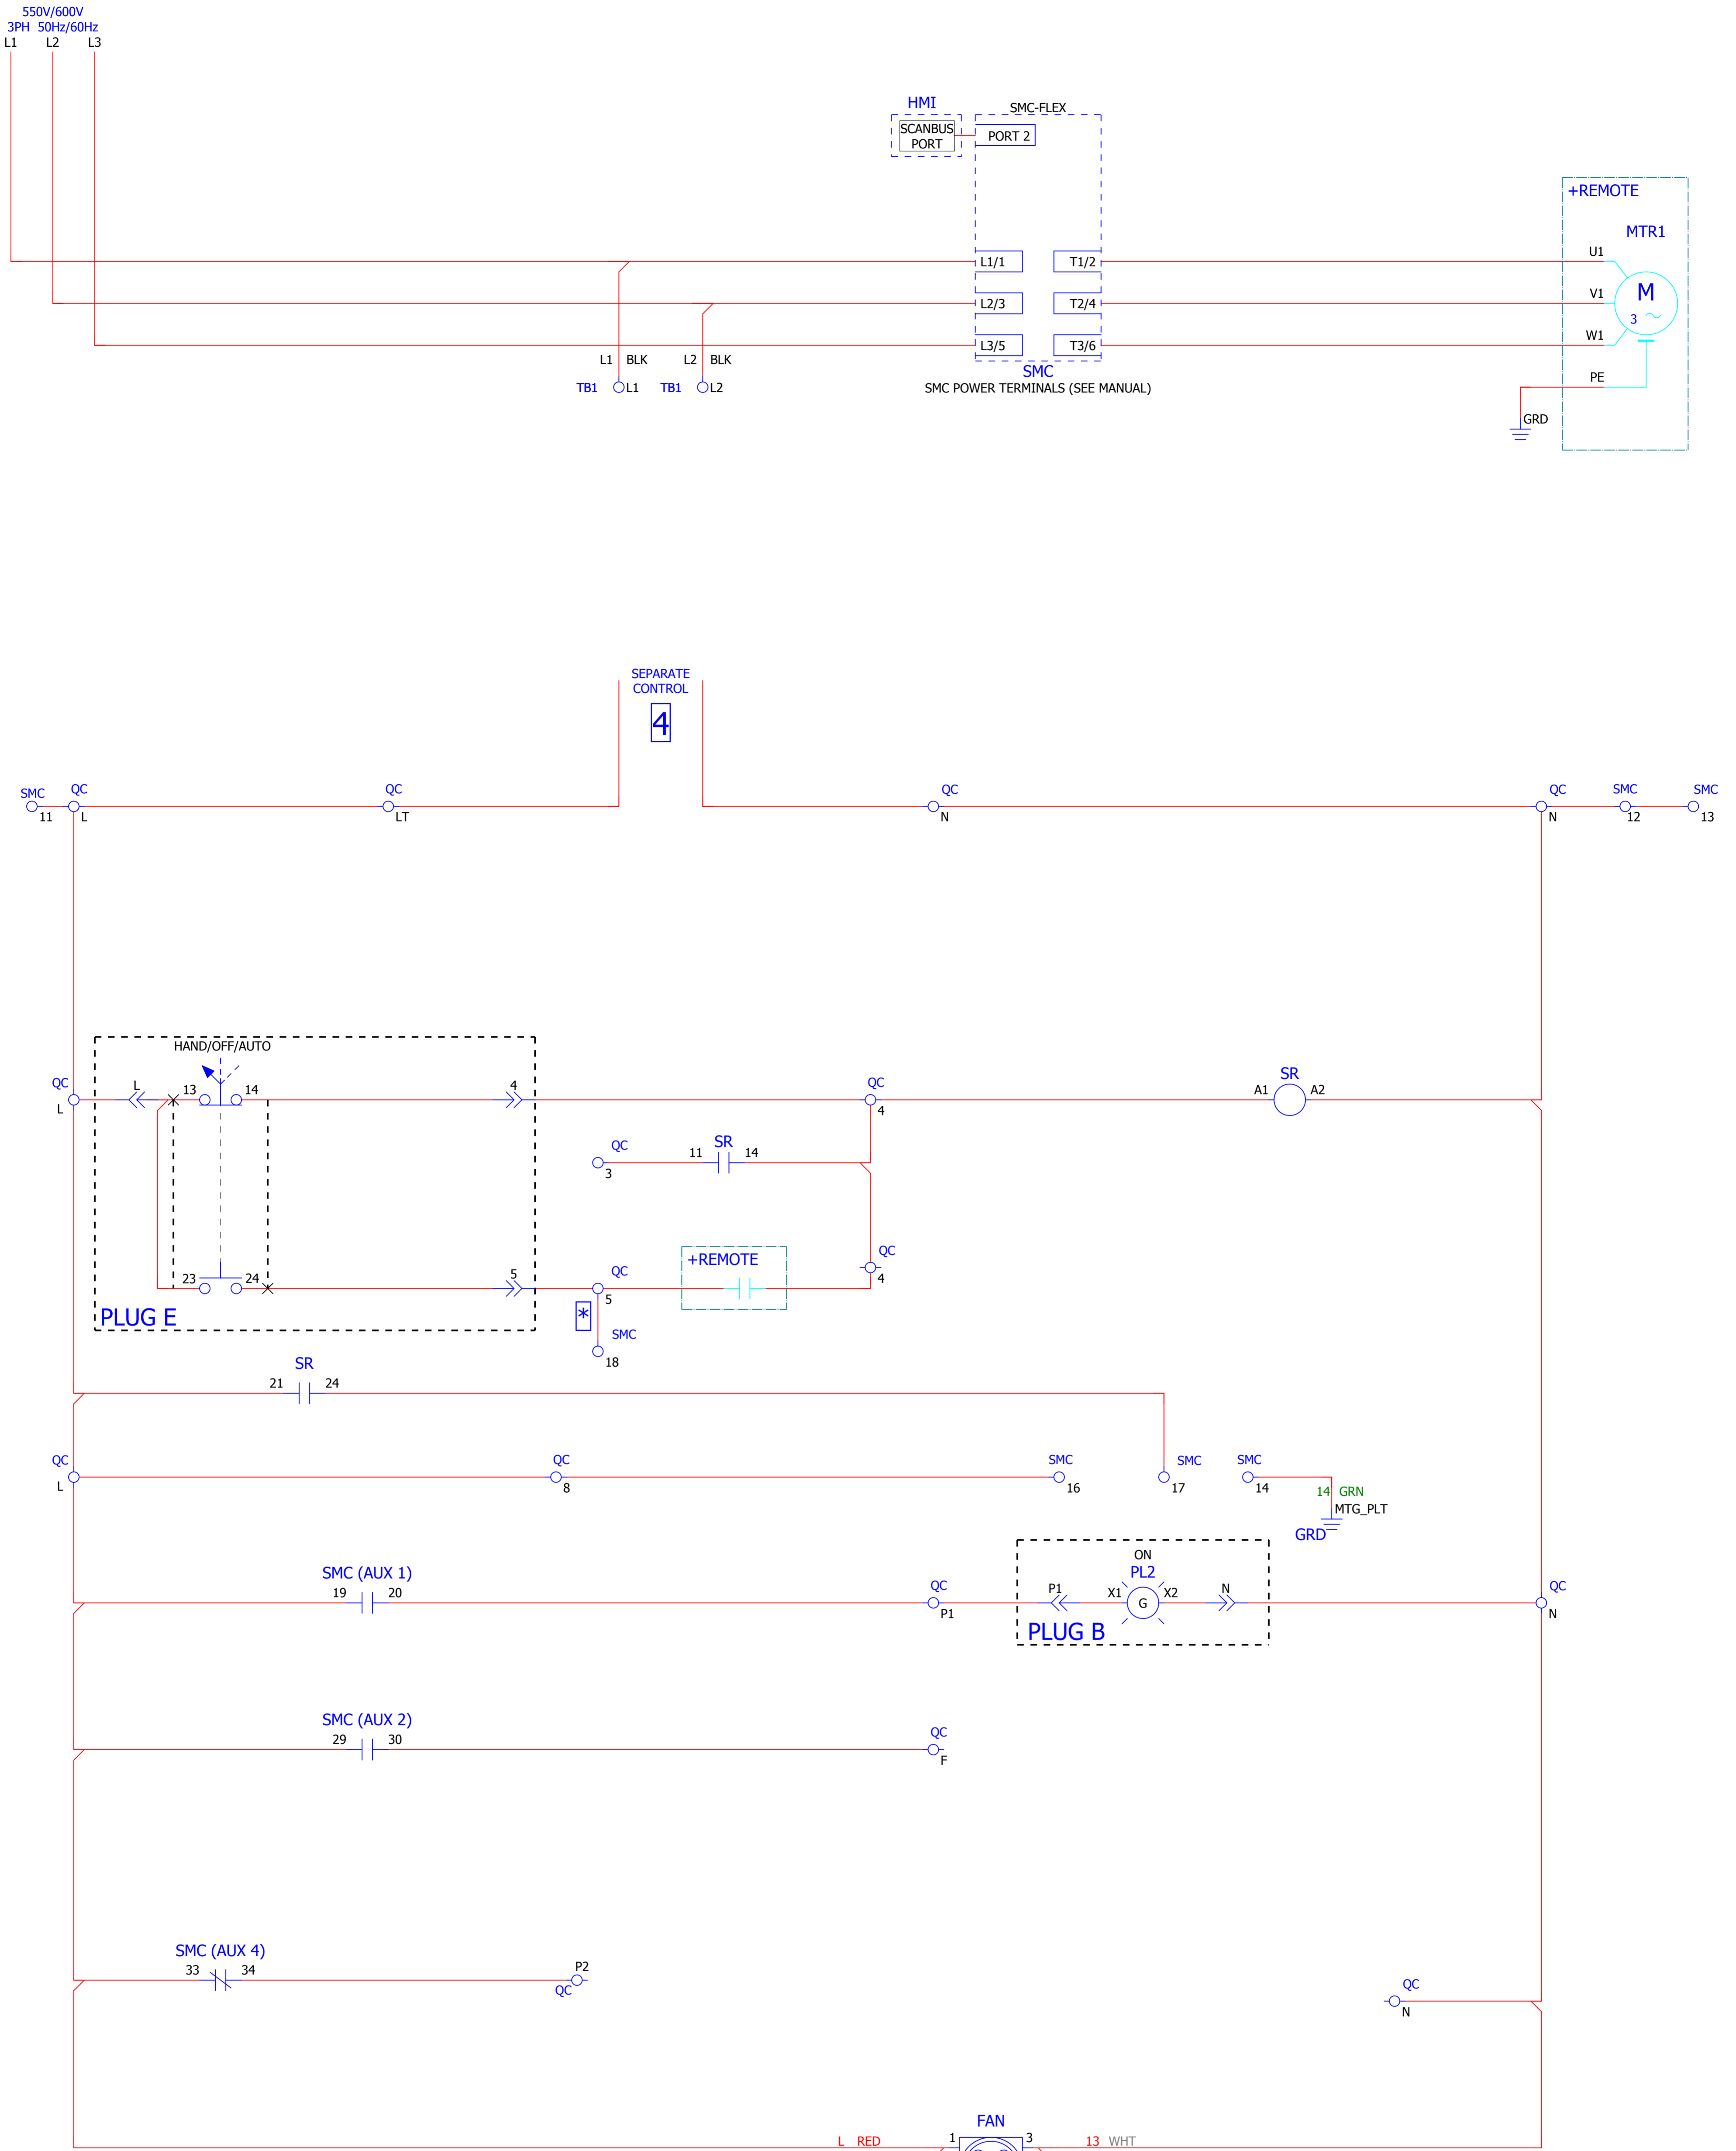 550V/600V
3PH 50Hz/60Hz
L1 L2 L3
HMI
SMC-FLEX
SCANBUS
PORT
PORT 2
+REMOTE
MTR1
L1/1 T1/2 U1
L2/3 T2/4 V1 M
3
L3/5 T3/6 W1
L1 BLK L2 BLK
SMC
TB1 L1 TB1 L2
SMC POWER TERMINALS (SEE MANUAL)
PE
GRD
SEPARATE
CONTROL
4
SMC QC QC QC QC SMC SMC
11 L LT N N 12 13
HAND/OFF/AUTO
QC L 13 14 4 QC SR
L 4 A1 A2
QC 11 SR 14
3
+REMOTE QC
4
23 24 5 QC
5
PLUG E
*
SMC
18
SR
21 24
QC QC SMC SMC SMC
L 8 16 17 14
14 GRN
MTG_PLT
GRD
ON
PL2
SMC (AUX 1)
19 20 QC P1 X1 G X2 N QC
P1 N
PLUG B
SMC (AUX 2)
29 30 QC
F
SMC (AUX 4)
33 34 P2
QC
QC
N
FAN
L RED 1 3 13 WHT